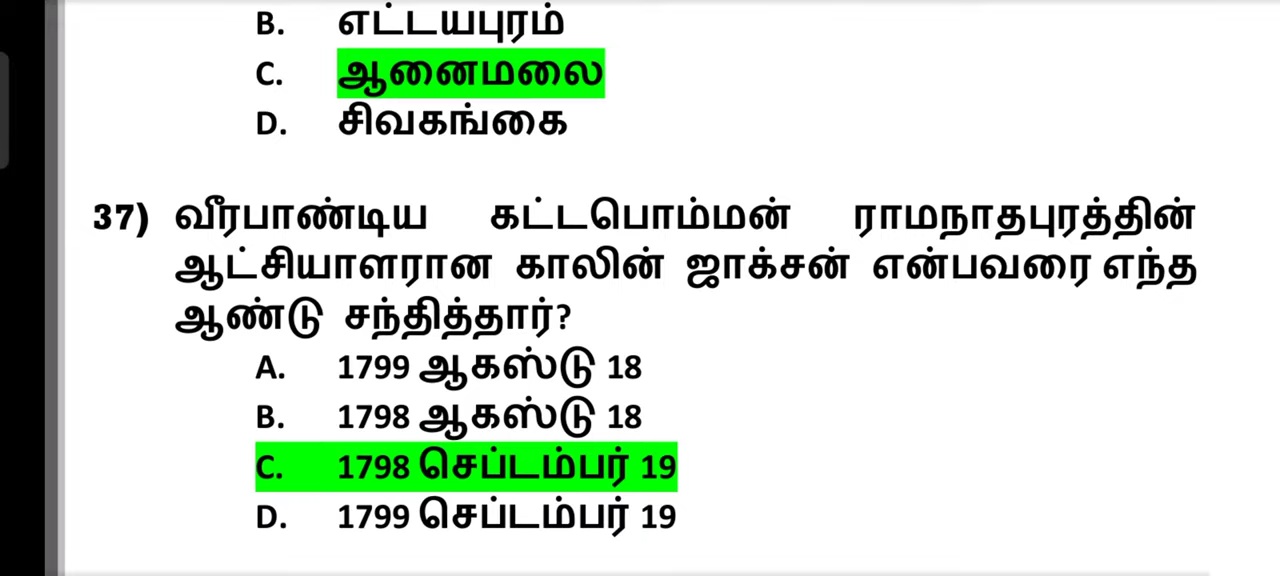 B. எட்டயபுரம்
C. ஆனைமலை
D. சிவகங்கை
37) வீரபாண்டிய கட்டபொம்மன் ராமநாதபுரத்தின்
ஆட்சியாளரான காலின் ஜாக்சன் என்பவரை எந்த
ஆண்டு சந்தித்தார்?
A. 1799 ஆகஸ்டு 18
B. 1798 ஆகஸ்டு 18
C. 1798 செப்டம்பர் 19
D. 1799 செப்டம்பர் 19